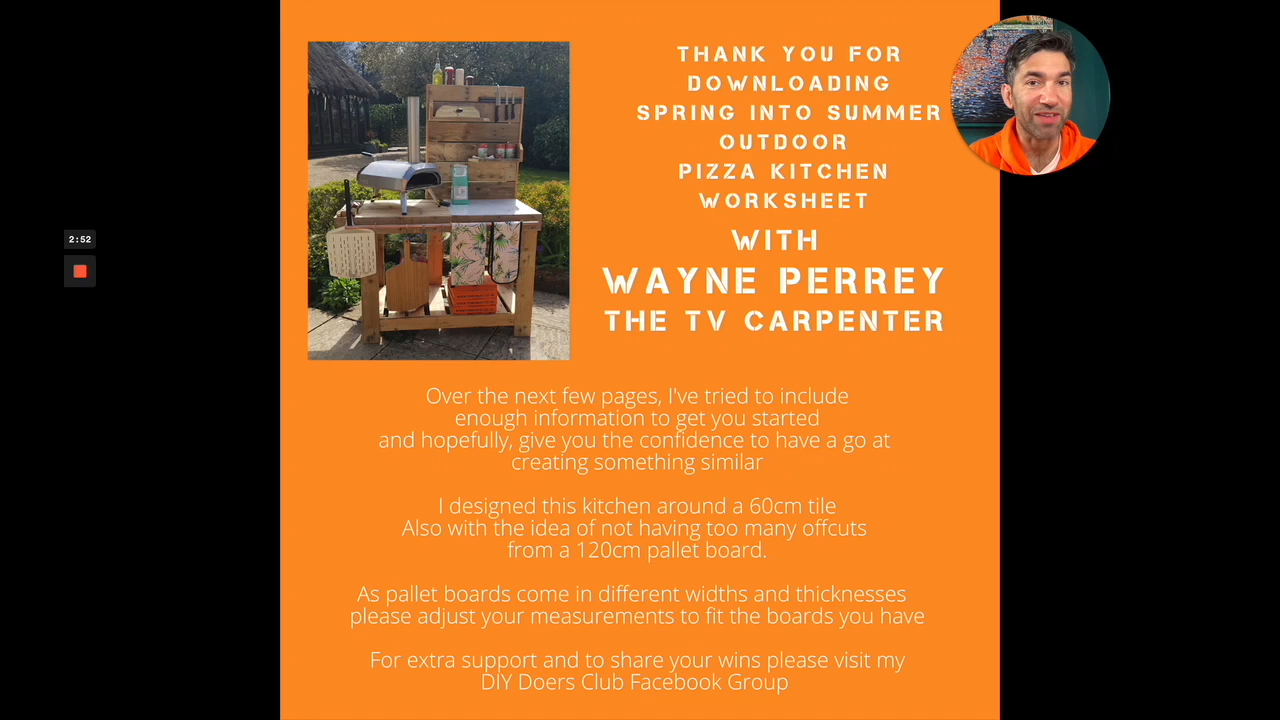 THANK YOU FOR
DOWNLOADING
SPRING INTO SUMMER
OUTDOOR
PIZZA KITCHEN
WORKSHEET
WITH
WAYNE PERREY
THE TV CARPENTER
2:52
Over the next few pages, I've tried to include
enough information to get you started
and hopefully, give you the confidence to have a go at
creating something similar
I designed this kitchen around a 60cm tile
Also with the idea of not having too many offcuts
from a 120cm pallet board.
As pallet boards come in different widths and thicknesses
please adjust your measurements to fit the boards you have
For extra support and to share your wins please visit my
DIY Doers Club Facebook Group